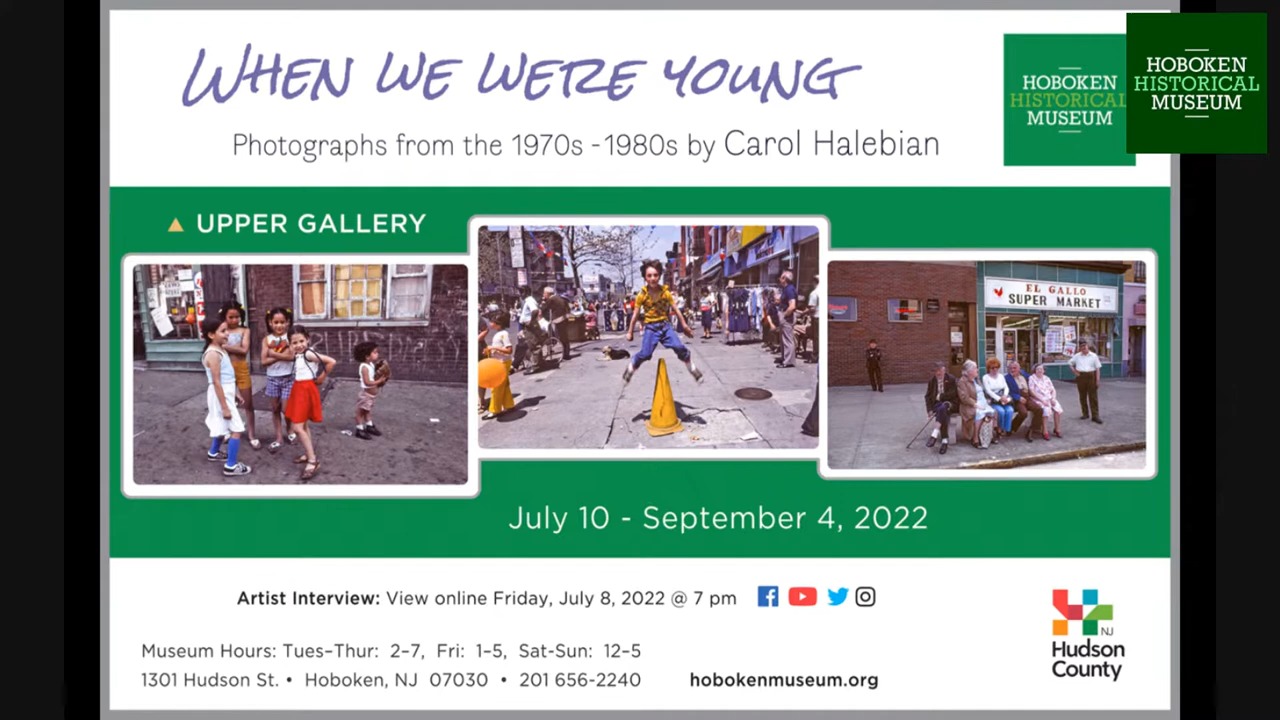 WHEN WE WERE YOUNG
Photographs from the 1970s - 1980s by Carol Halebian
HOBOKEN
HISTORICAL
MUSEUM
HOBOKEN
HISTORICAL
MUSEUM
▲ UPPER GALLERY
EL GALLO
SUPER MARKET
July 10 - September 4, 2022
Artist Interview: View online Friday, July 8, 2022 @ 7 pm
Museum Hours: Tues–Thur: 2–7, Fri: 1–5, Sat-Sun: 12–5
1301 Hudson St. • Hoboken, NJ 07030 • 201 656-2240 hobokenmuseum.org
NJ
Hudson
County